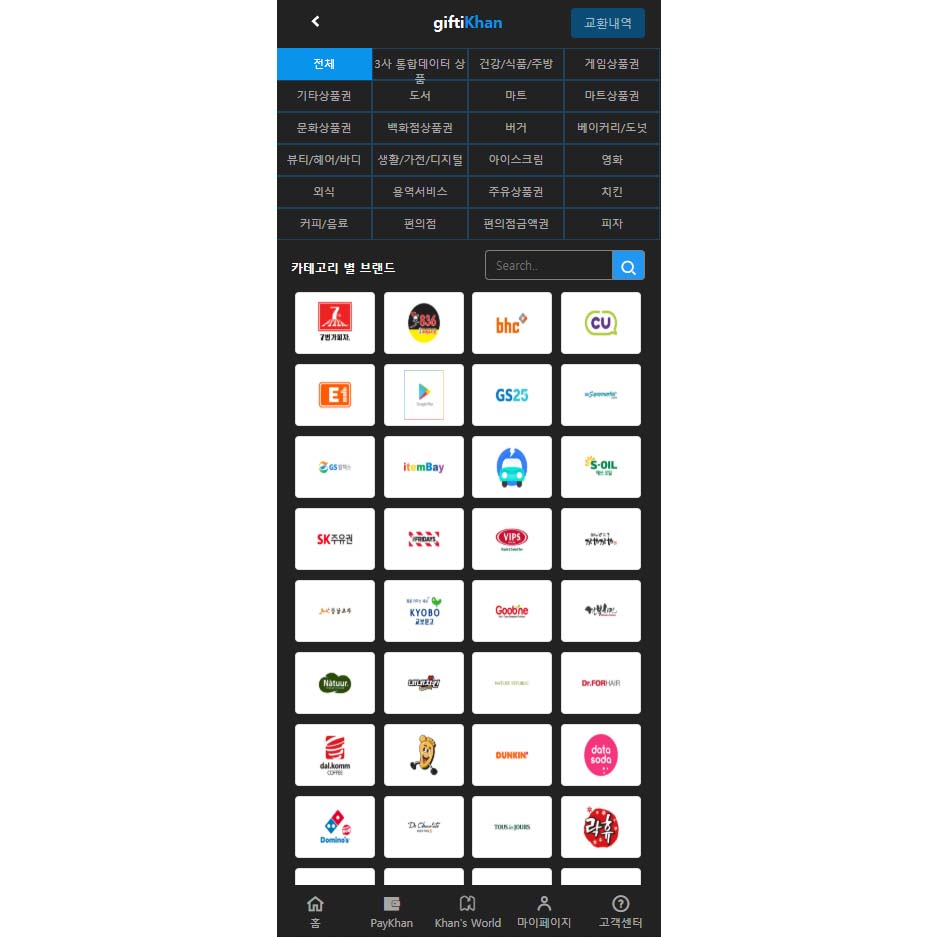 giftiKhan
교환내역
전체
3사 통합데이터 상품
건강/식품/주방
게임상품권
기타상품권
도서
마트
마트상품권
문화상품권
백화점상품권
버거
베이커리/도넛
뷰티/헤어/바디
생활/가전/디지털
아이스크림
영화
외식
용역서비스
주유상품권
치킨
커피/음료
편의점
편의점금액권
피자
카테고리 별 브랜드
Search..
7
7번가피자.
836
bhc
CU
E1
Google Play
GS25
GS칼텍스
itemBay
S-OIL
SK주유권
FRIDAYS
VIPS
KYOBO
교보문고
Goobne
Natuur.
NATURE REPUBLIC
Dr.FORHAIR
dal.komm
COFFEE
DUNKIN'
data
soda
Domino's
TOUS les JOURS
락휴
홈
PayKhan
Khan's World
마이페이지
고객센터